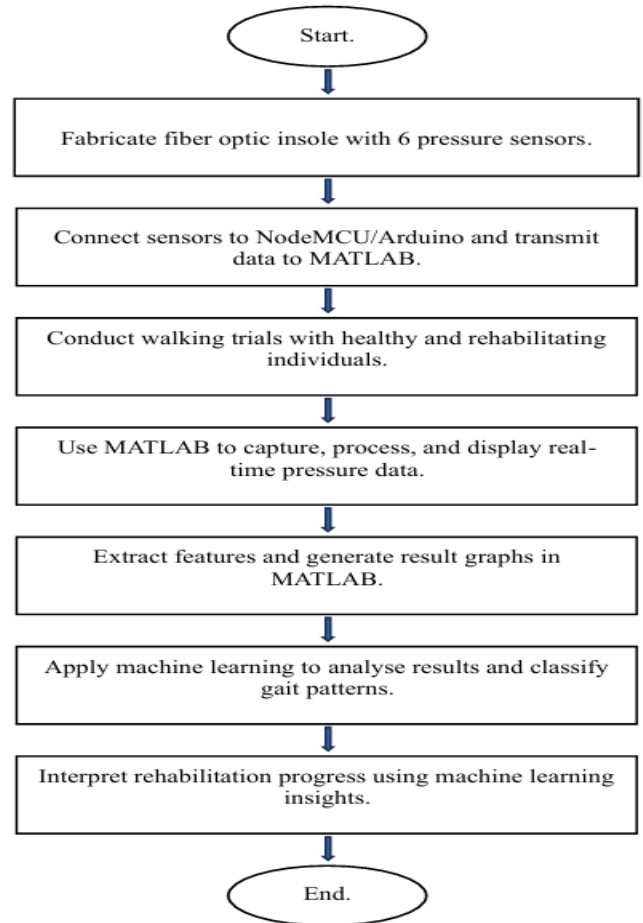 Start.
Fabricate fiber optic insole with 6 pressure sensors.
Connect sensors to NodeMCU/Arduino and transmit
data to MATLAB.
Conduct walking trials with healthy and rehabilitating
individuals.
Use MATLAB to capture, process, and display real-
time pressure data.
Extract features and generate result graphs in
MATLAB.
Apply machine learning to analyse results and classify
gait patterns.
Interpret rehabilitation progress using machine learning
insights.
End.